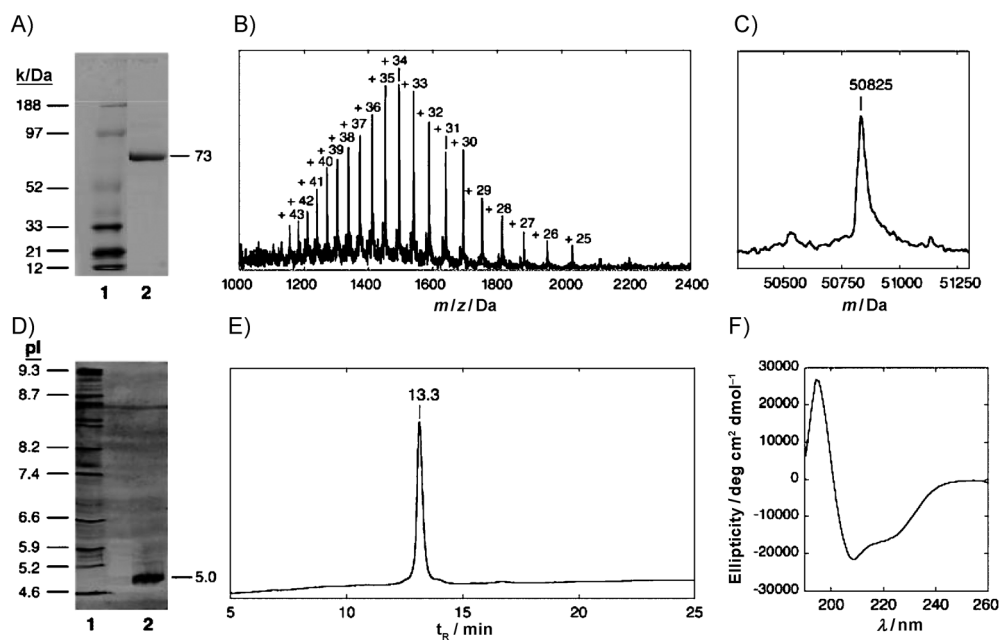 A)
k/Da
188
97
52
33
21
12
73
1 2
B)
+ 43
+ 42
+ 41
+ 40
+ 39
+ 38
+ 37
+ 36
+ 35
+ 34
+ 33
+ 32
+ 31
+ 30
+ 29
+ 28
+ 27
+ 26
+ 25
1000 1200 1400 1600 1800 2000 2200 2400
m / z / Da
C)
50825
50500 50750 51000 51250
m / Da
D)
pI
9.3
8.7
8.2
7.4
6.6
5.9
5.2
4.6
5.0
1 2
E)
13.3
5 10 15 20 25
tR / min
F)
Ellipticity / deg cm² dmol⁻¹
30000
20000
10000
0
-10000
-20000
-30000
200 220 240 260
λ / nm